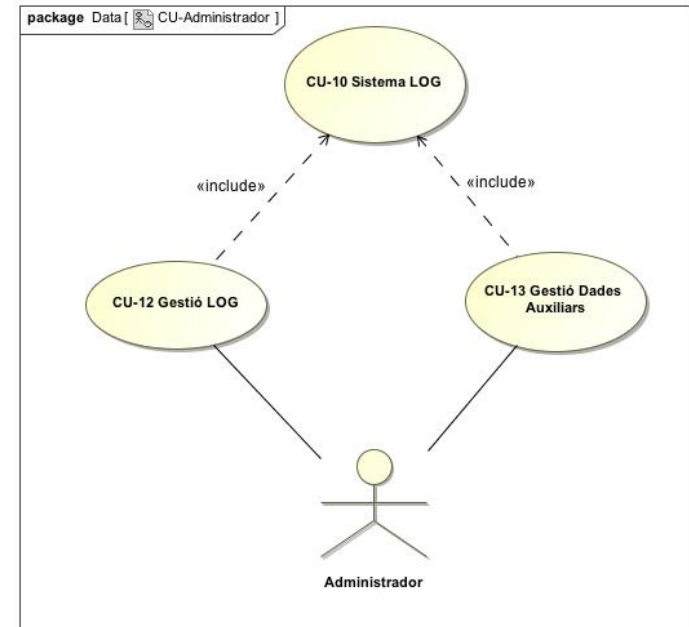 package Data [ CU-Administrador ]
CU-10 Sistema LOG
«include»
«include»
CU-12 Gestió LOG
CU-13 Gestió Dades
Auxiliars
Administrador